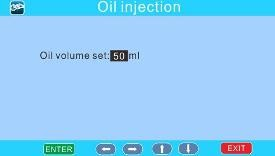 Oil injection
Oil volume set: 50 ml
ENTER EXIT